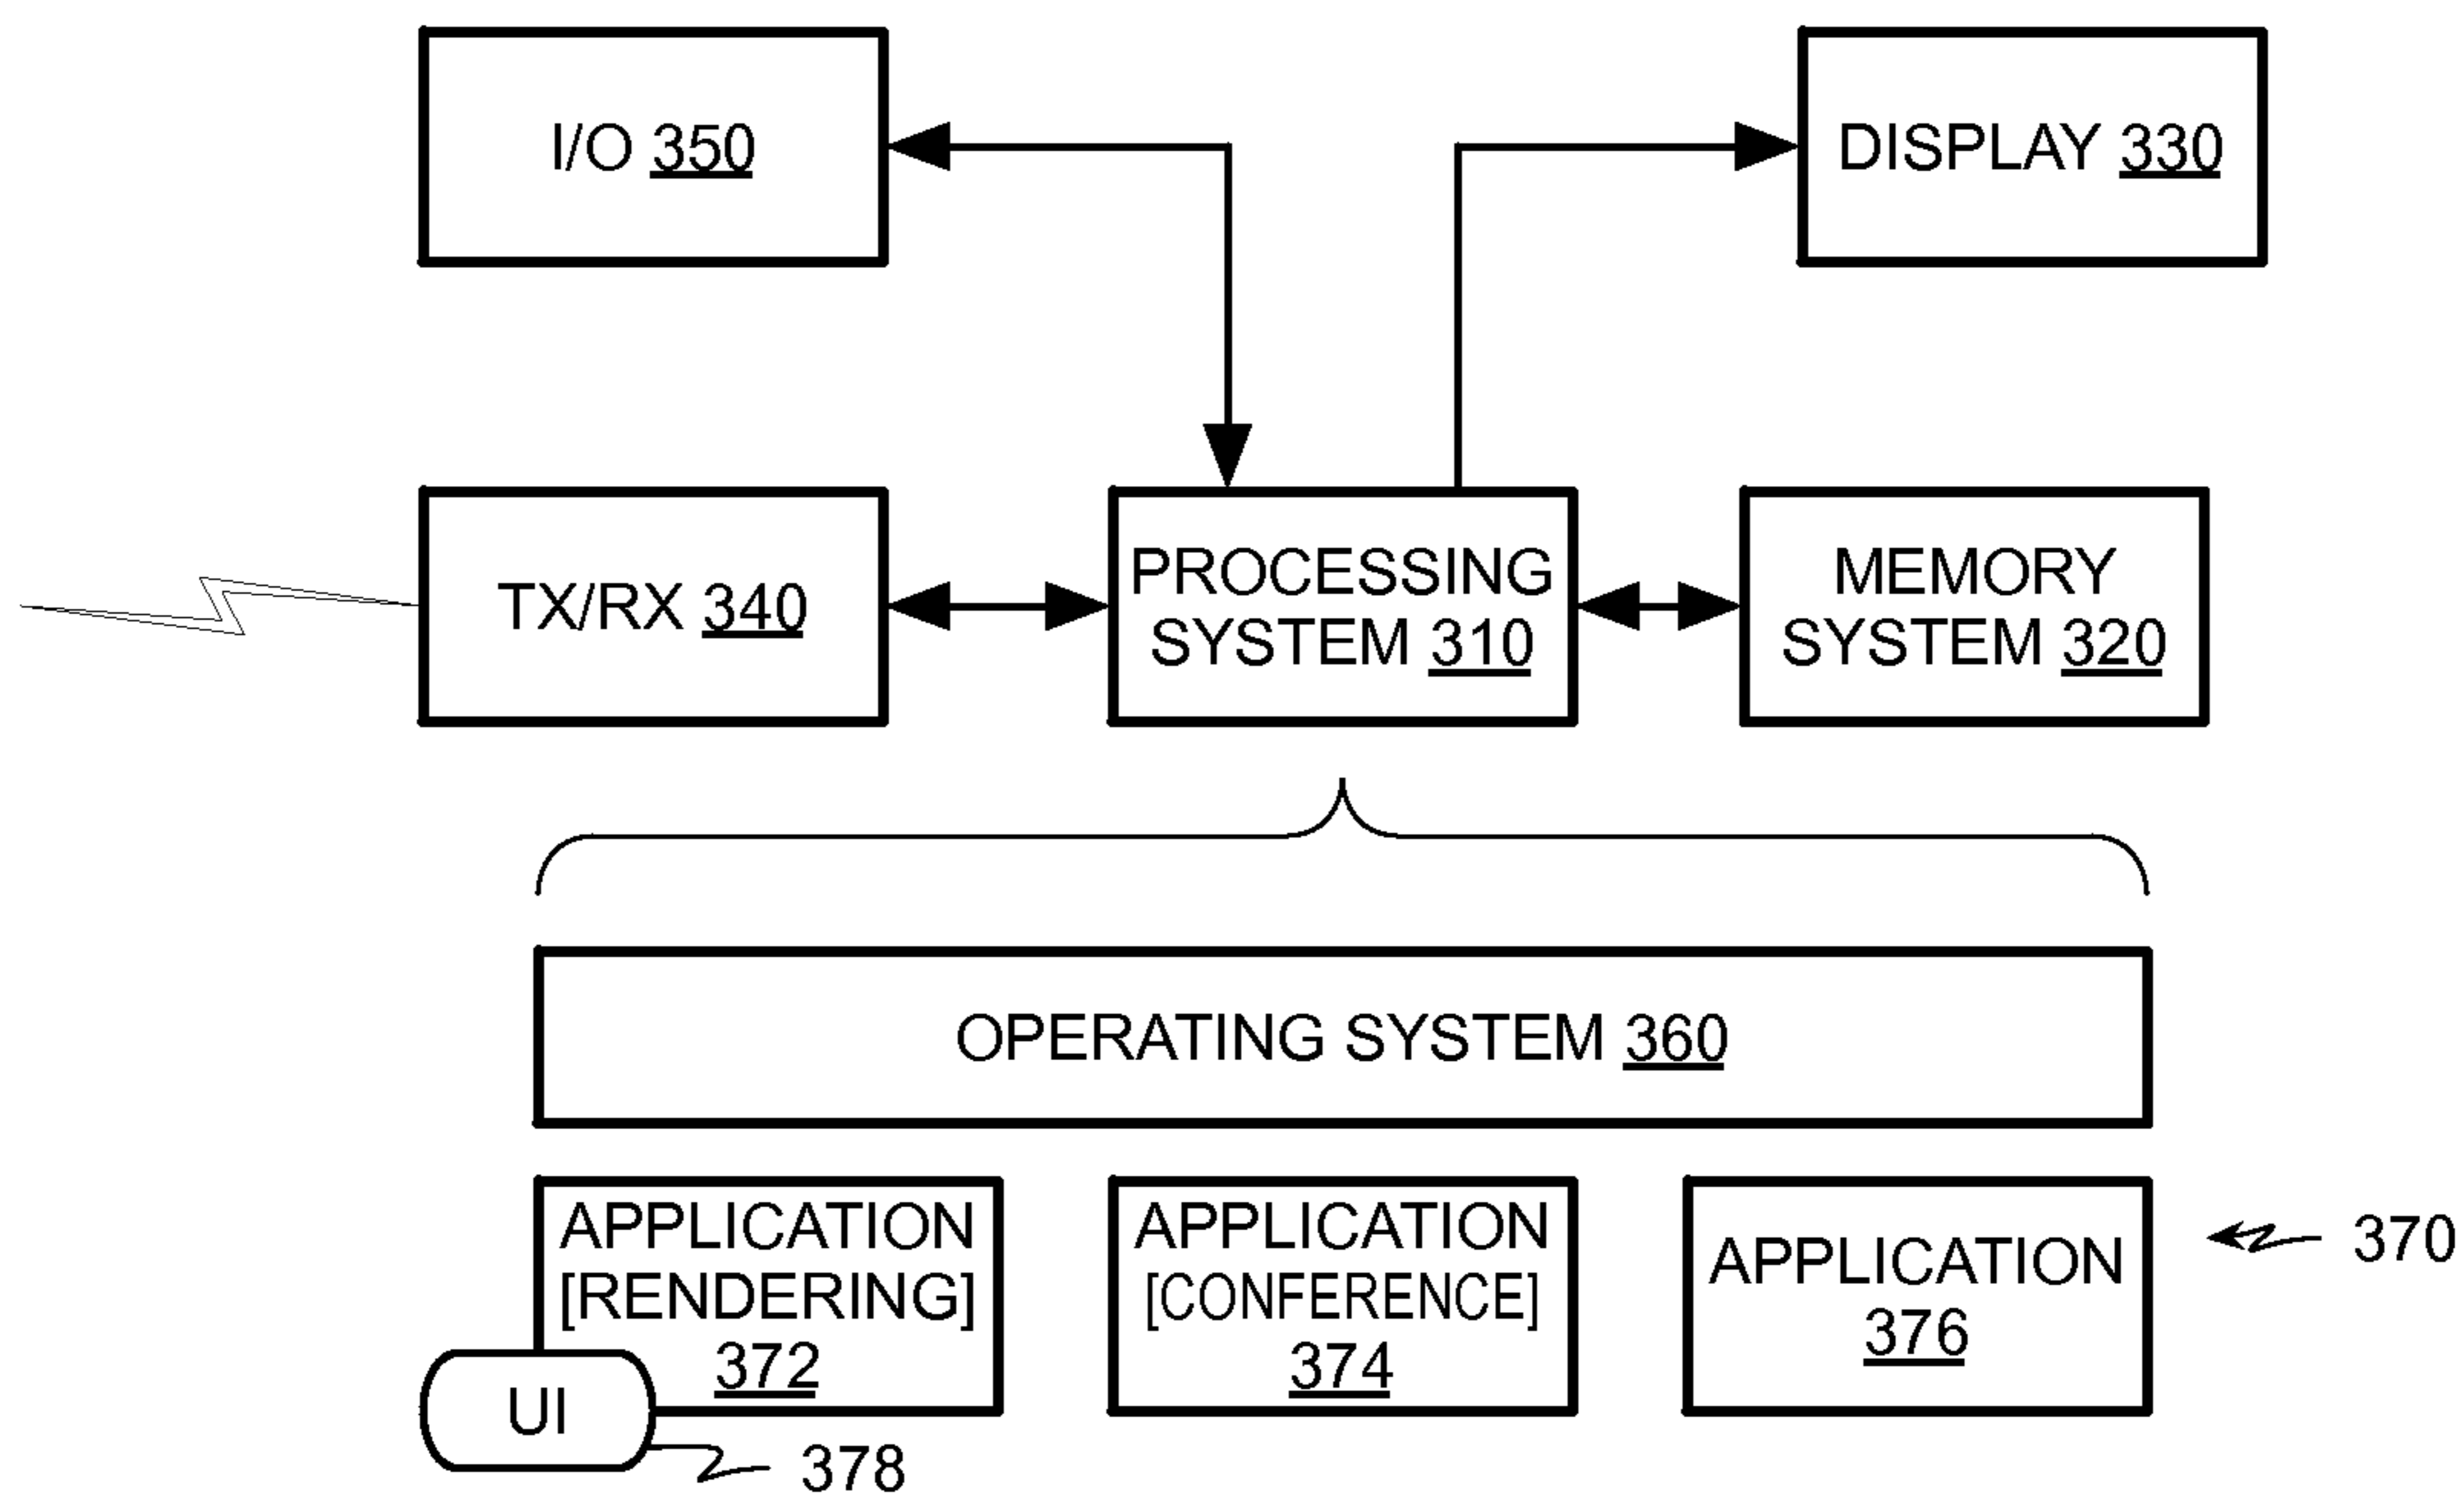 I/O 350
DISPLAY 330
TX/RX 340
PROCESSING
SYSTEM 310
MEMORY
SYSTEM 320
OPERATING SYSTEM 360
APPLICATION
[RENDERING]
372
APPLICATION
[CONFERENCE]
374
APPLICATION
376
370
UI
378